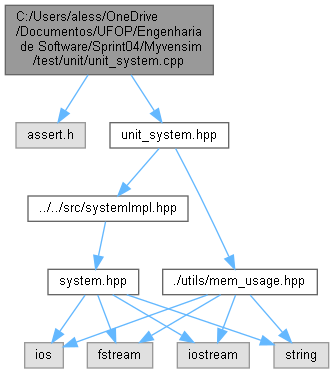 C:/Users/aless/OneDrive
/Documentos/UFOP/Engenharia
de Software/Sprint04/Myvensim
/test/unit/unit_system.cpp
assert.h
unit_system.hpp
../../src/systemImpl.hpp
system.hpp
./utils/mem_usage.hpp
ios
fstream
iostream
string